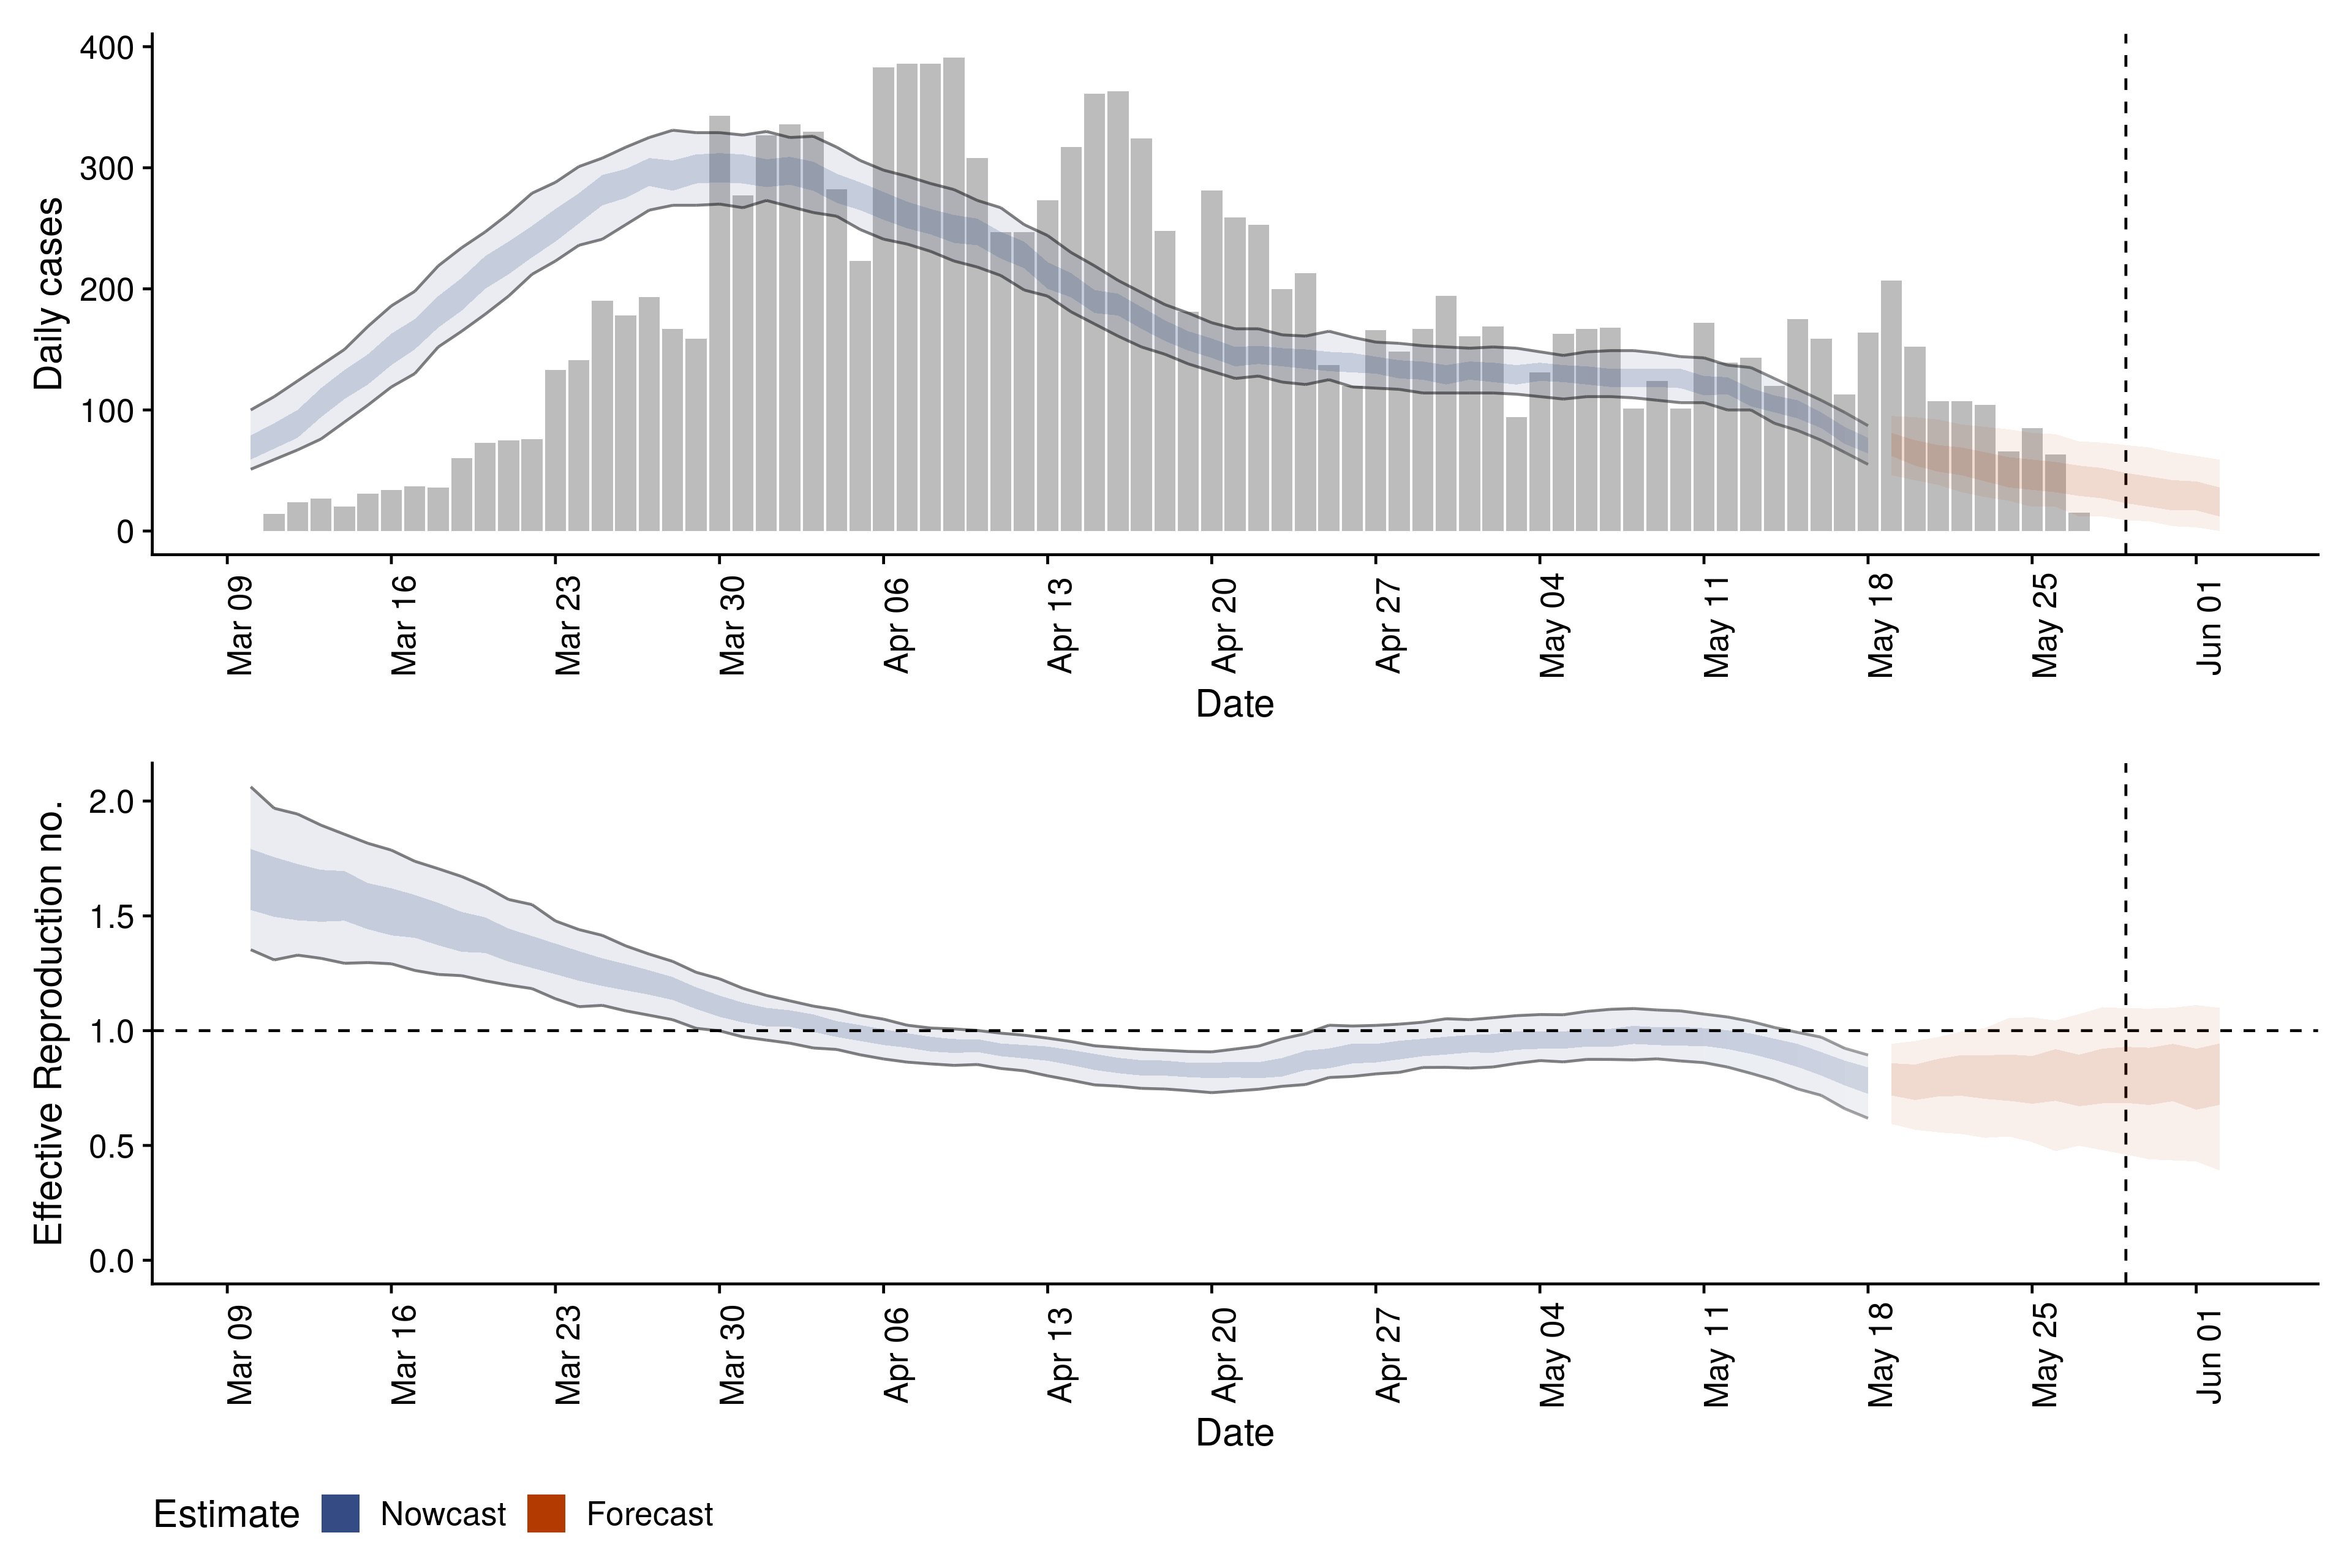 400
300
200
100
0
Daily cases
Mar 09 Mar 16 Mar 23 Mar 30 Apr 06 Apr 13 Apr 20 Apr 27 May 04 May 11 May 18 May 25 Jun 01
Date
2.0
1.5
1.0
0.5
0.0
Effective Reproduction no.
Mar 09 Mar 16 Mar 23 Mar 30 Apr 06 Apr 13 Apr 20 Apr 27 May 04 May 11 May 18 May 25 Jun 01
Date
Estimate Nowcast Forecast